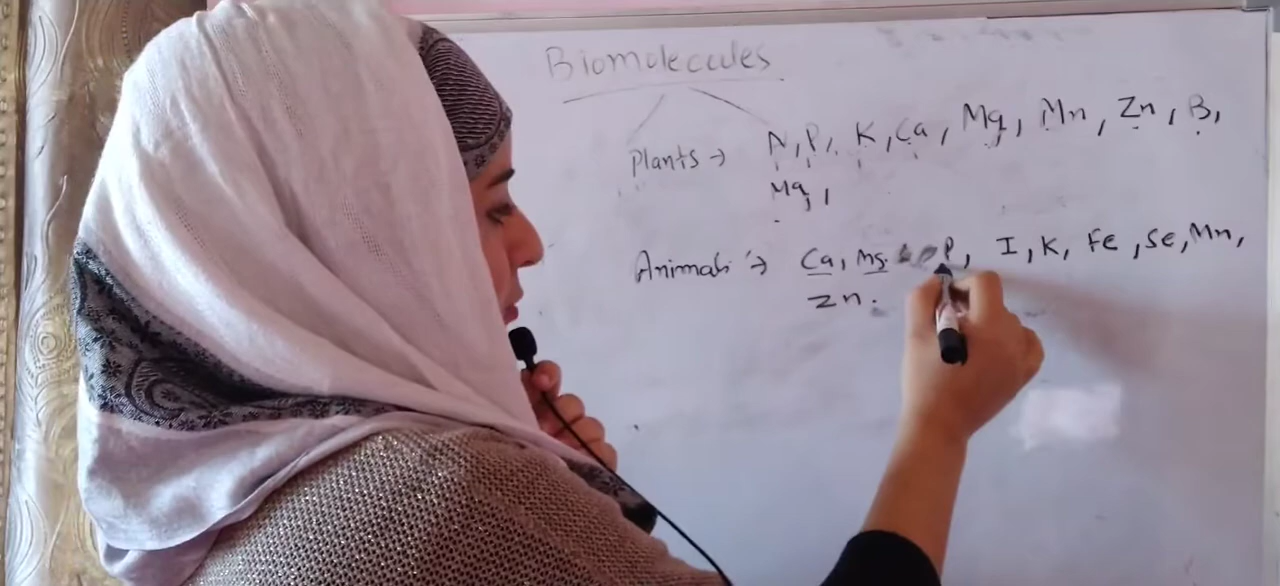 Biomolecules
Plants → N, P, K, Ca, Mg, Mn, Zn, B,
Mg,
Animals → Ca, Mg. P, I, K, Fe, Se, Mn,
Zn.